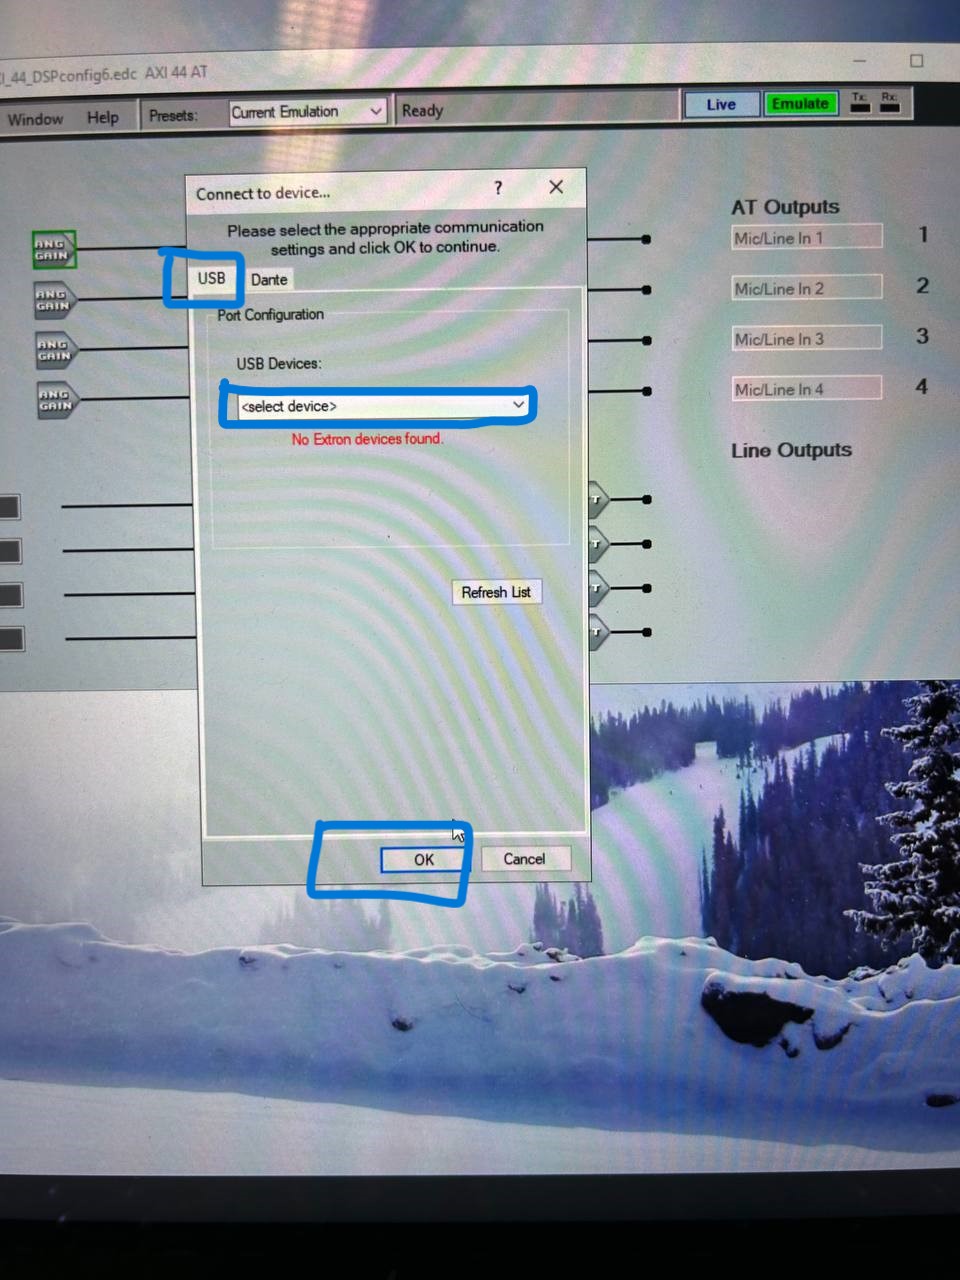 I_44_DSPconfig6.edc AXI 44 AT
Window Help Presets: Current Emulation Ready Live Emulate Tx: Rx:
Connect to device... ?
Please select the appropriate communication
settings and click OK to continue.
USB Dante
Port Configuration
USB Devices:
<select device>
No Extron devices found.
Refresh List
OK Cancel
ANG
GAIN
ANG
GAIN
ANG
GAIN
ANG
GAIN
AT Outputs
Mic/Line In 1 1
Mic/Line In 2 2
Mic/Line In 3 3
Mic/Line In 4 4
Line Outputs
T
T
T
T